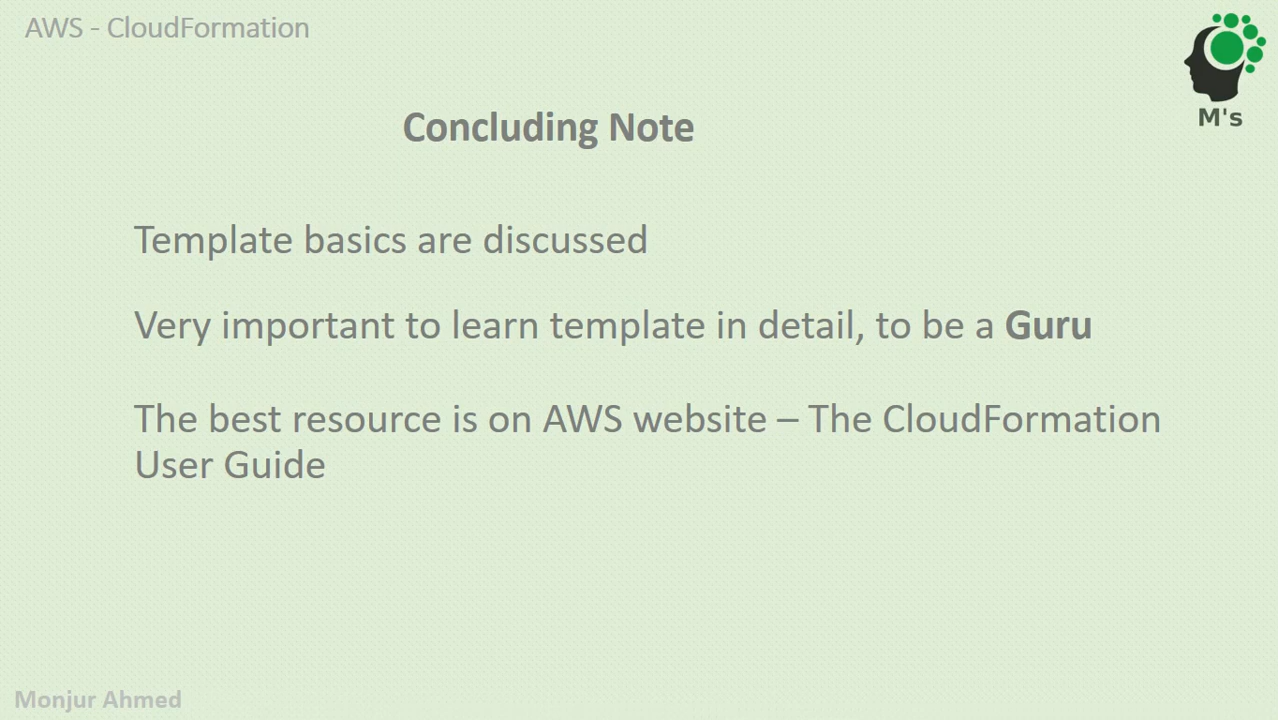 AWS - CloudFormation
M's
Concluding Note
Template basics are discussed
Very important to learn template in detail, to be a Guru
The best resource is on AWS website – The CloudFormation
User Guide
Monjur Ahmed